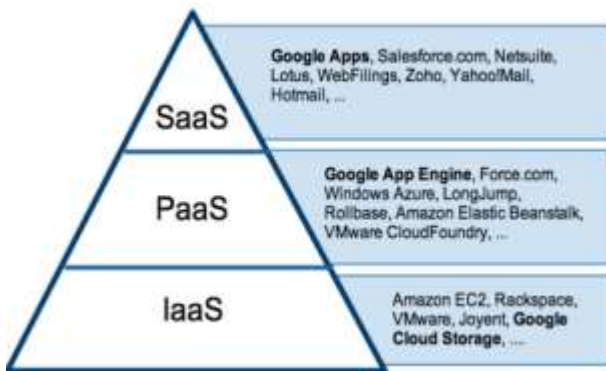 Google Apps, Salesforce.com, Netsuite,
Lotus, WebFilings, Zoho, Yahoo!Mail,
Hotmail, ...
SaaS
Google App Engine, Force.com,
Windows Azure, LongJump,
Rollbase, Amazon Elastic Beanstalk,
VMware CloudFoundry, ...
PaaS
Amazon EC2, Rackspace,
VMware, Joyent, Google
Cloud Storage, ....
IaaS